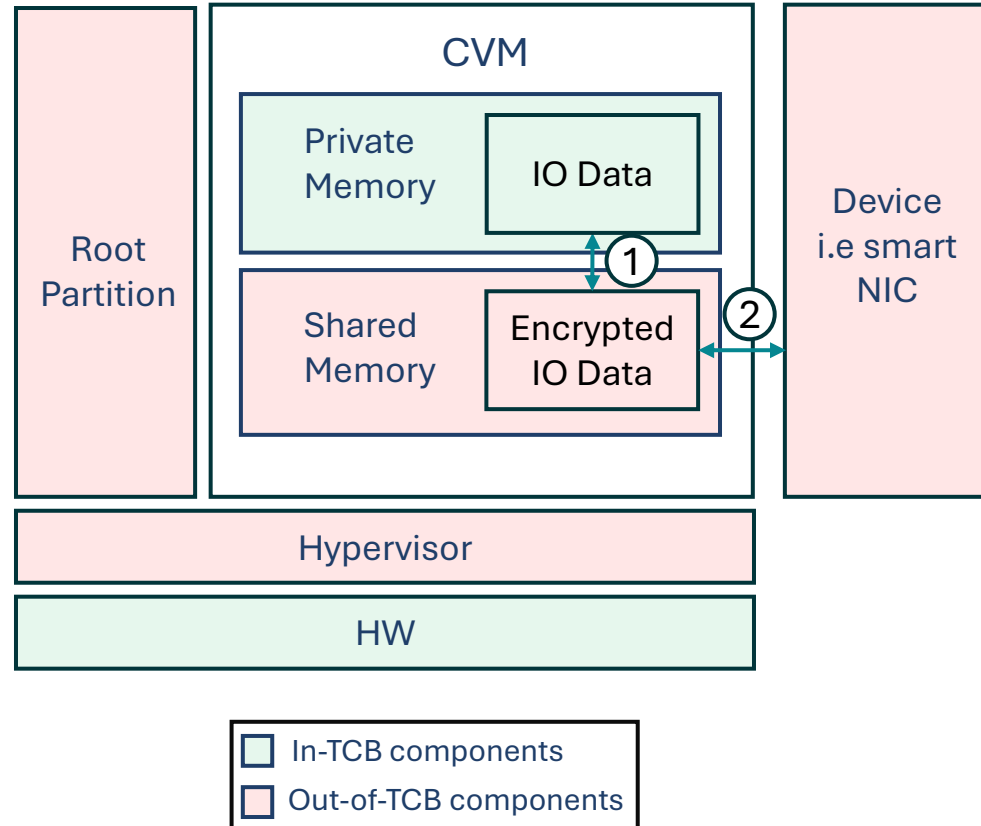 CVM
Private
Memory
IO Data
1
Root
Partition
Device
i.e smart
NIC
Shared
Memory
Encrypted
IO Data
2
Hypervisor
HW
In-TCB components
Out-of-TCB components